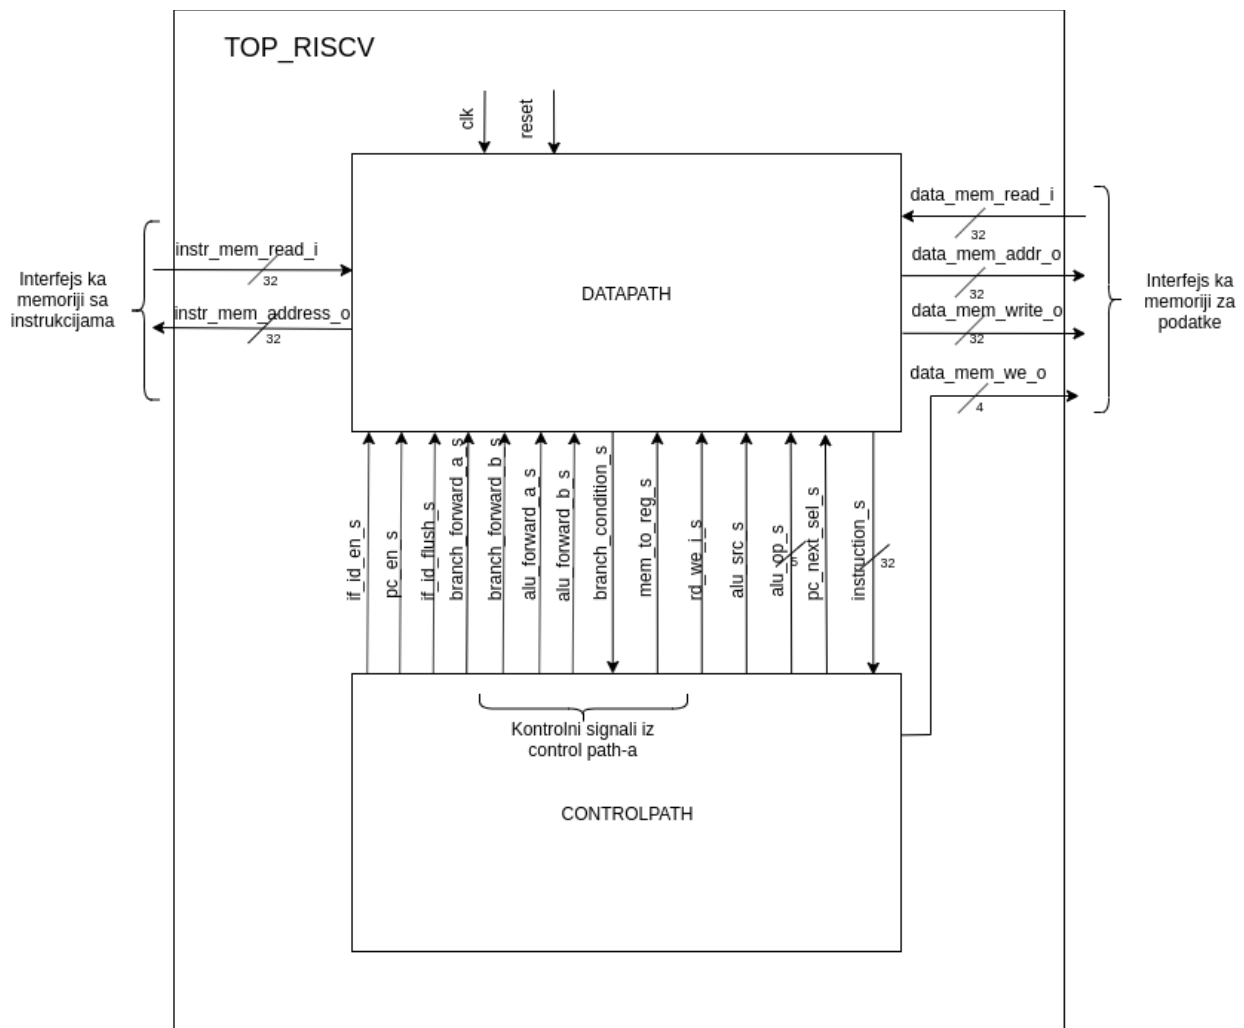 TOP_RISCV
clk
reset
data_mem_read_i
32
instr_mem_read_i
32
data_mem_addr_o
32
Interfejs ka
memoriji sa
instrukcijama
DATAPATH
Interfejs ka
memoriji za
podatke
instr_mem_address_o
32
data_mem_write_o
32
data_mem_we_o
4
if_id_en_s
pc_en_s
if_id_flush_s
branch_forward_a_s
branch_forward_b_s
alu_forward_a_s
alu_forward_b_s
branch_condition_s
mem_to_reg_s
rd_we_i_s
alu_src_s
alu_op_s
5
pc_next_sel_s
instruction_s
32
Kontrolni signali iz
control path-a
CONTROLPATH